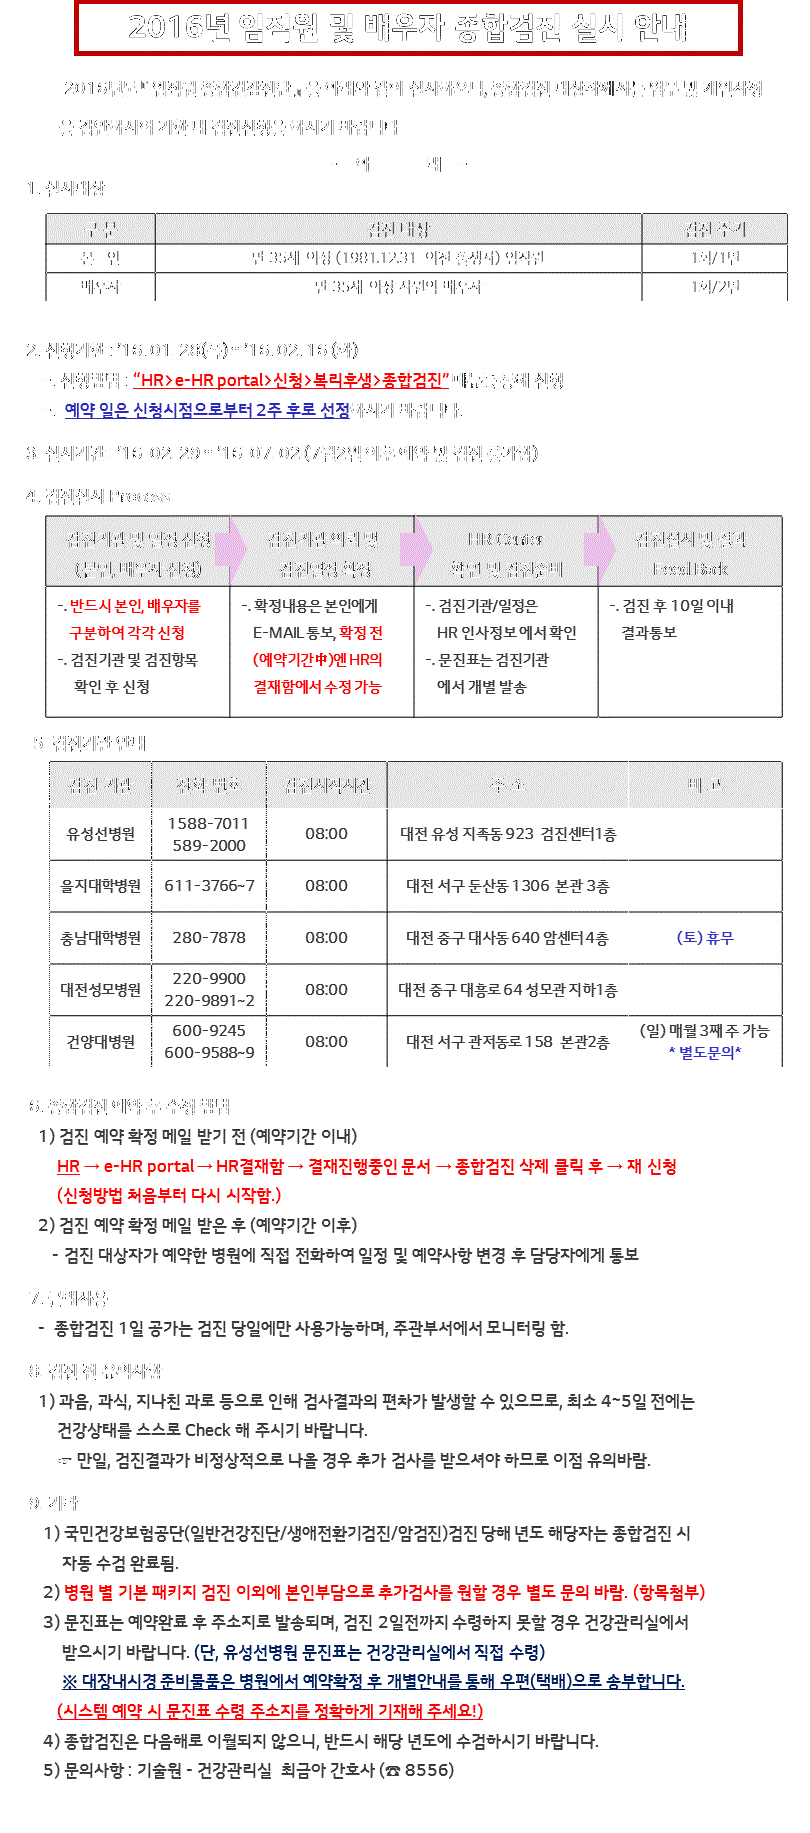 2016년 임직원 및 배우자 종합검진 실시 안내
2016년도 『임직원 종합건강진단』을 아래와 같이 실시하오니, 종합검진 대상자께서는 업무 및 개인사정
을 감안하시어 기한 내 검진신청을 하시기 바랍니다
- 아 래 -
1. 실시대상
구 분 검진 대상 검진 주기
본 인 만 35세 이상 (1981.12.31 이전 출생자) 임직원 1회/1년
배우자 만 35세 이상 사원의 배우자 1회/2년
2. 신청기한 : ’16. 01. 28(목) ~ ’16. 02. 16 (화)
-. 신청방법 : “HR>e-HR portal>신청>복리후생>종합검진” 메뉴를 통해 신청
-. 예약 일은 신청시점으로부터 2주 후로 선정하시기 바랍니다.
3. 실시기간 : ’16. 02. 29 ~ ’16. 07. 02 (7월2일 이후 예약 및 검진 불가함)
4. 검진실시 Process
검진기관 및 일정 신청 검진기관 의뢰 및 HR Center 검진실시 및 결과
(본인, 배우자 신청) 검진일정 확정 확인 및 검진준비 Feed Back
-. 반드시 본인, 배우자를 -. 확정내용은 본인에게 -. 검진기관/일정은 -. 검진 후 10일 이내
구분하여 각각 신청 E-MAIL 통보, 확정 전 HR 인사정보 에서 확인 결과통보
-. 검진기관 및 검진항목 (예약기간中)엔 HR의 -. 문진표는 검진기관
확인 후 신청 결재함에서 수정 가능 에서 개별 발송
5. 검진기관 안내
검진 기관 전화 번호 검진시작시간 주 소 비 고
유성선병원 1588-7011 589-2000 08:00 대전 유성 지족동 923 검진센터1층
을지대학병원 611-3766~7 08:00 대전 서구 둔산동 1306 본관 3층
충남대학병원 280-7878 08:00 대전 중구 대사동 640 암센터 4층 (토) 휴무
대전성모병원 220-9900 220-9891~2 08:00 대전 중구 대흥로 64 성모관 지하1층
건양대병원 600-9245 600-9588~9 08:00 대전 서구 관저동로 158 본관2층 (일) 매월 3째 주 가능 * 별도문의*
6. 종합검진 예약 후 수정 방법
1) 검진 예약 확정 메일 받기 전 (예약기간 이내)
HR → e-HR portal → HR결재함 → 결재진행중인 문서 → 종합검진 삭제 클릭 후 → 재 신청
(신청방법 처음부터 다시 시작함.)
2) 검진 예약 확정 메일 받은 후 (예약기간 이후)
- 검진 대상자가 예약한 병원에 직접 전화하여 일정 및 예약사항 변경 후 담당자에게 통보
7. 근태사용
- 종합검진 1일 공가는 검진 당일에만 사용가능하며, 주관부서에서 모니터링 함.
8. 검진 전 유의사항
1) 과음, 과식, 지나친 과로 등으로 인해 검사결과의 편차가 발생할 수 있으므로, 최소 4~5일 전에는
건강상태를 스스로 Check 해 주시기 바랍니다.
☞ 만일, 검진결과가 비정상적으로 나올 경우 추가 검사를 받으셔야 하므로 이점 유의바람.
9. 기타
1) 국민건강보험공단(일반건강진단/생애전환기검진/암검진)검진 당해 년도 해당자는 종합검진 시
자동 수검 완료됨.
2) 병원 별 기본 패키지 검진 이외에 본인부담으로 추가검사를 원할 경우 별도 문의 바람. (항목첨부)
3) 문진표는 예약완료 후 주소지로 발송되며, 검진 2일전까지 수령하지 못할 경우 건강관리실에서
받으시기 바랍니다. (단, 유성선병원 문진표는 건강관리실에서 직접 수령)
※ 대장내시경 준비물품은 병원에서 예약확정 후 개별안내를 통해 우편(택배)으로 송부합니다.
(시스템 예약 시 문진표 수령 주소지를 정확하게 기재해 주세요!)
4) 종합검진은 다음해로 이월되지 않으니, 반드시 해당 년도에 수검하시기 바랍니다.
5) 문의사항 : 기술원 - 건강관리실 최금아 간호사 (☎ 8556)